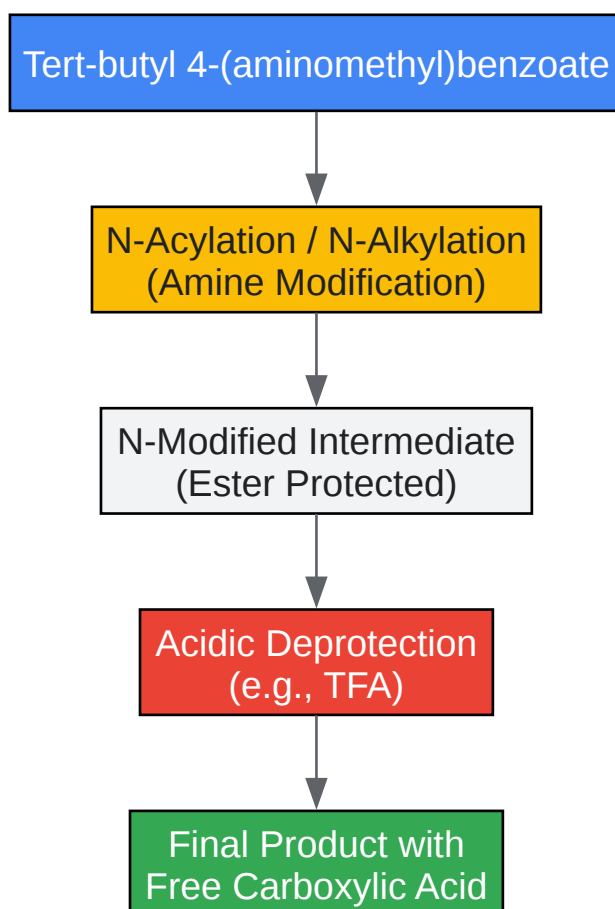 Tert-butyl 4-(aminomethyl)benzoate
N-Acylation / N-Alkylation
(Amine Modification)
N-Modified Intermediate
(Ester Protected)
Acidic Deprotection
(e.g., TFA)
Final Product with
Free Carboxylic Acid